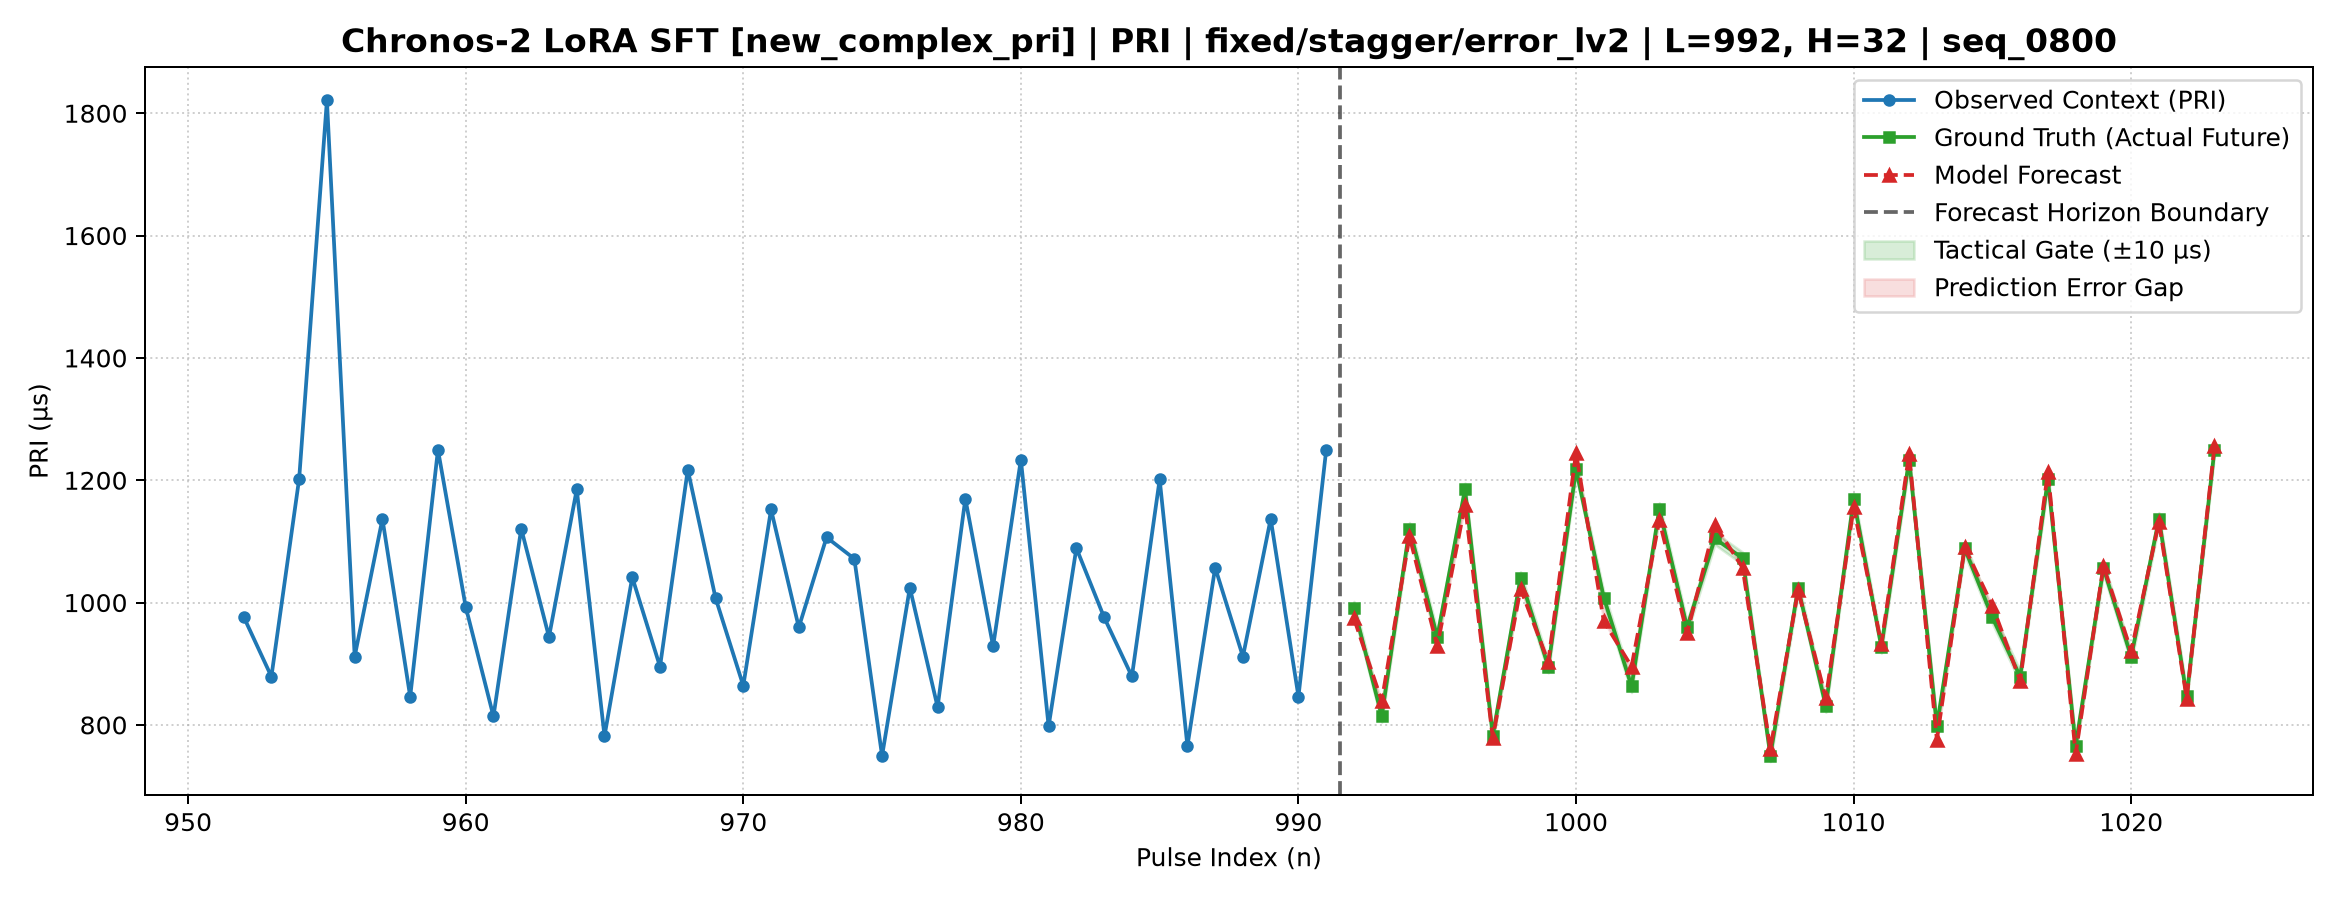 Chronos-2 LoRA SFT [new_complex_pri] | PRI | fixed/stagger/error_lv2 | L=992, H=32 | seq_0800
Observed Context (PRI)
Ground Truth (Actual Future)
Model Forecast
Forecast Horizon Boundary
Tactical Gate (±10 µs)
Prediction Error Gap
PRI (µs)
1800
1600
1400
1200
1000
800
950 960 970 980 990 1000 1010 1020
Pulse Index (n)